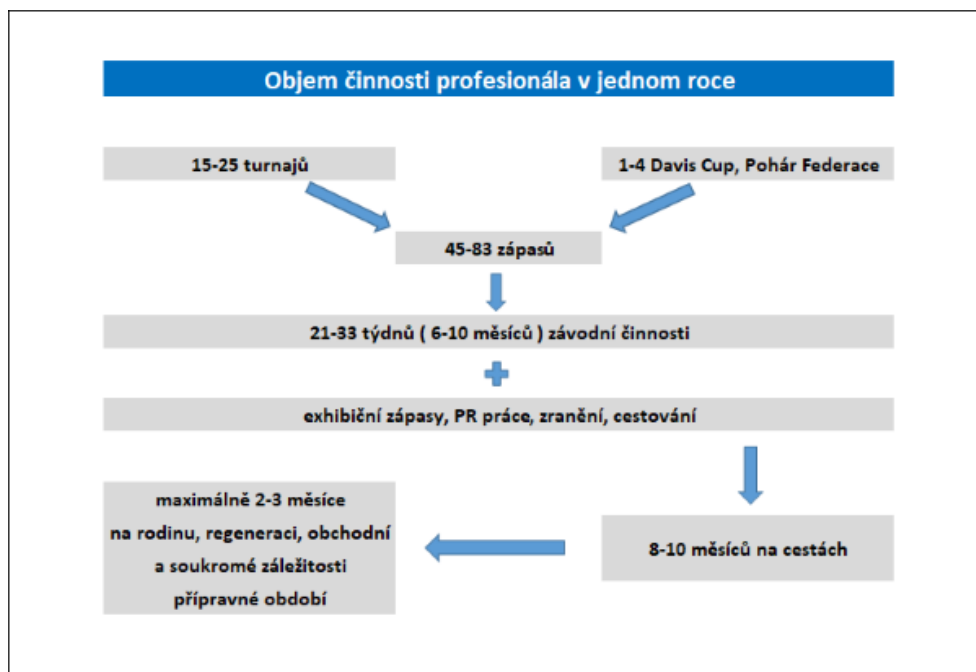 Objem činnosti profesionála v jednom roce
15-25 turnajů
1-4 Davis Cup, Pohár Federace
45-83 zápasů
21-33 týdnů ( 6-10 měsíců ) závodní činnosti
exhibiční zápasy, PR práce, zranění, cestování
maximálně 2-3 měsíce
na rodinu, regeneraci, obchodní
a soukromé záležitosti
přípravné období
8-10 měsíců na cestách